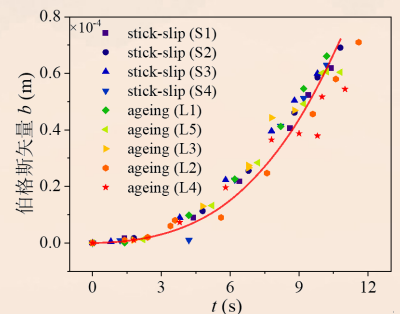 0.8
×10⁻⁴
0.6
0.4
0.2
0.0
伯格斯矢量 b (m)
stick-slip (S1)
stick-slip (S2)
stick-slip (S3)
stick-slip (S4)
ageing (L1)
ageing (L5)
ageing (L3)
ageing (L2)
ageing (L4)
0 3 6 9 12
t (s)